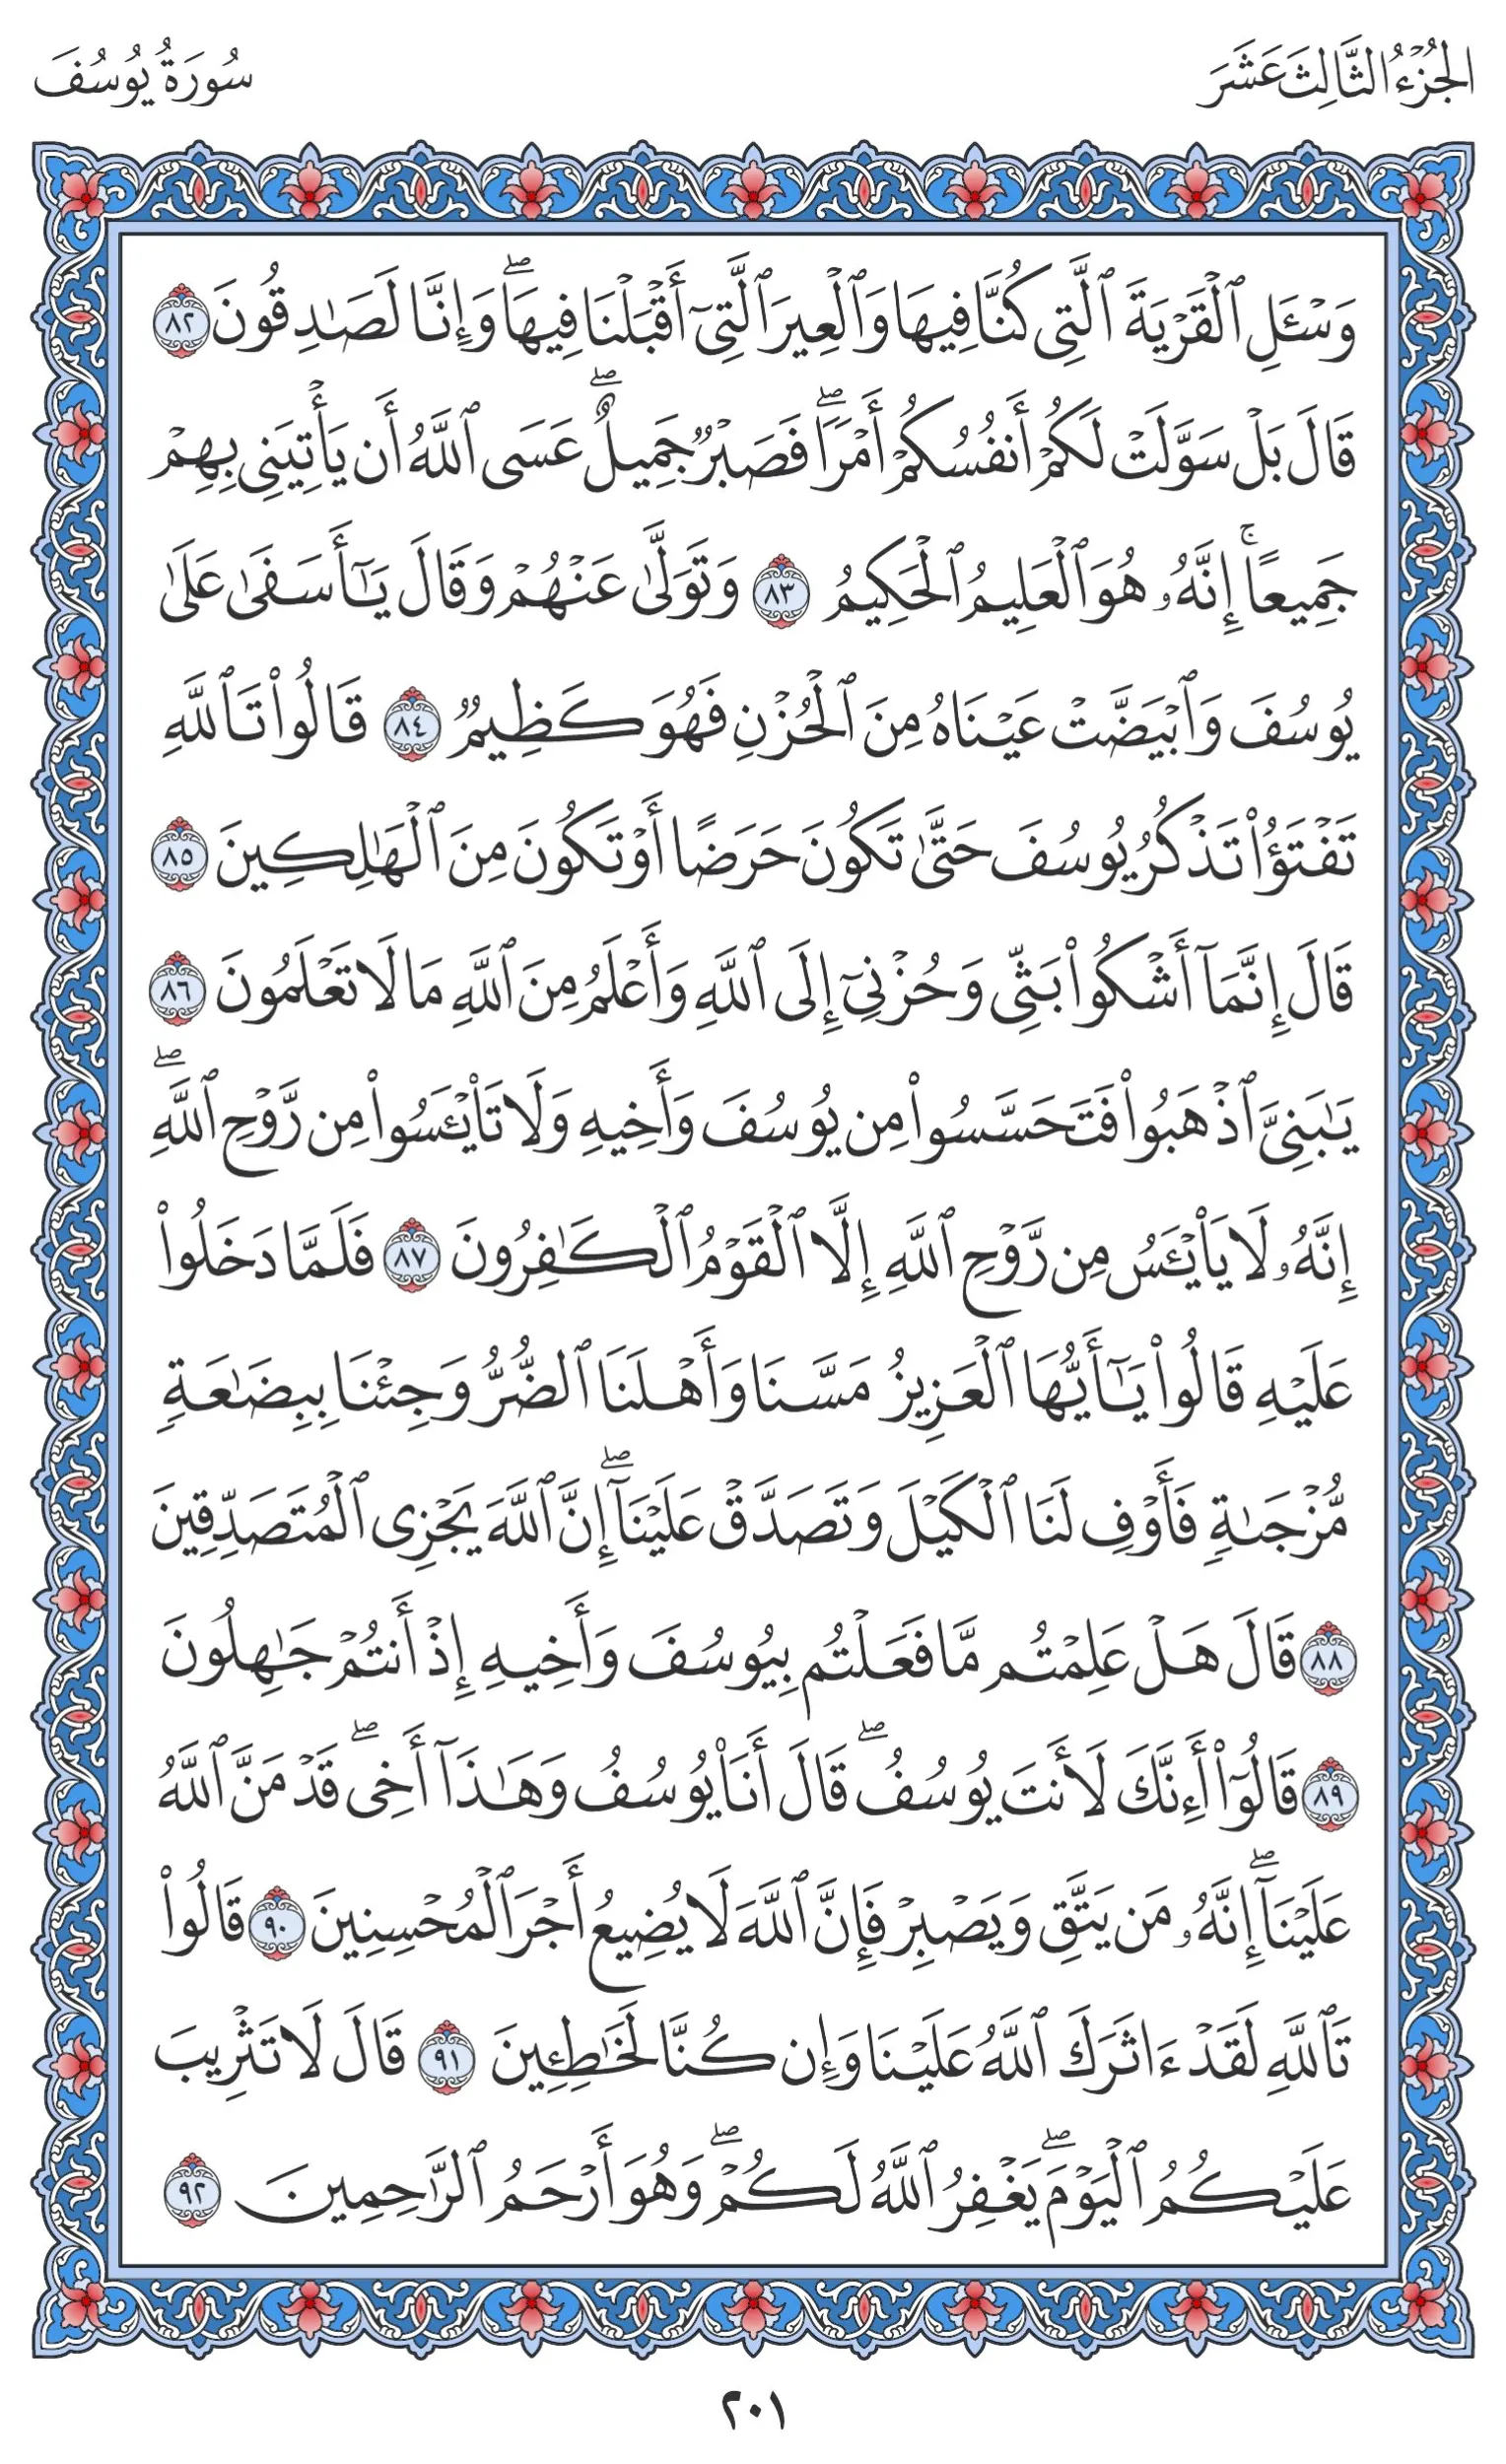 الجُزْءُ الثَّالِثَ عَشَرَ
سُورَةُ يُوسُفَ
وَسْـَٔلِ ٱلْقَرْيَةَ ٱلَّتِى كُنَّا فِيهَا وَٱلْعِيرَ ٱلَّتِىٓ أَقْبَلْنَا فِيهَاۖ وَإِنَّا لَصَـٰدِقُونَ ٨٢
قَالَ بَلْ سَوَّلَتْ لَكُمْ أَنفُسُكُمْ أَمْرًاۖ فَصَبْرٌ جَمِيلٌۖ عَسَى ٱللَّهُ أَن يَأْتِيَنِى بِهِمْ
جَمِيعًاۚ إِنَّهُۥ هُوَ ٱلْعَلِيمُ ٱلْحَكِيمُ ٨٣ وَتَوَلَّىٰ عَنْهُمْ وَقَالَ يَـٰٓأَسَفَىٰ عَلَىٰ
يُوسُفَ وَٱبْيَضَّتْ عَيْنَاهُ مِنَ ٱلْحُزْنِ فَهُوَ كَظِيمٌ ٨٤ قَالُوا۟ تَٱللَّهِ
تَفْتَؤُا۟ تَذْكُرُ يُوسُفَ حَتَّىٰ تَكُونَ حَرَضًا أَوْ تَكُونَ مِنَ ٱلْهَـٰلِكِينَ ٨٥
قَالَ إِنَّمَآ أَشْكُوا۟ بَثِّى وَحُزْنِىٓ إِلَى ٱللَّهِ وَأَعْلَمُ مِنَ ٱللَّهِ مَا لَا تَعْلَمُونَ ٨٦
يَـٰبَنِىَّ ٱذْهَبُوا۟ فَتَحَسَّسُوا۟ مِن يُوسُفَ وَأَخِيهِ وَلَا تَا۟يْـَٔسُوا۟ مِن رَّوْحِ ٱللَّهِۖ
إِنَّهُۥ لَا يَا۟يْـَٔسُ مِن رَّوْحِ ٱللَّهِ إِلَّا ٱلْقَوْمُ ٱلْكَـٰفِرُونَ ٨٧ فَلَمَّا دَخَلُوا۟
عَلَيْهِ قَالُوا۟ يَـٰٓأَيُّهَا ٱلْعَزِيزُ مَسَّنَا وَأَهْلَنَا ٱلضُّرُّ وَجِئْنَا بِبِضَـٰعَةٍ
مُّزْجَىٰةٍ فَأَوْفِ لَنَا ٱلْكَيْلَ وَتَصَدَّقْ عَلَيْنَآۖ إِنَّ ٱللَّهَ يَجْزِى ٱلْمُتَصَدِّقِينَ
٨٨ قَالَ هَلْ عَلِمْتُم مَّا فَعَلْتُم بِيُوسُفَ وَأَخِيهِ إِذْ أَنتُمْ جَـٰهِلُونَ
٨٩ قَالُوٓا۟ أَءِنَّكَ لَأَنتَ يُوسُفُۖ قَالَ أَنَا۠ يُوسُفُ وَهَـٰذَآ أَخِىۖ قَدْ مَنَّ ٱللَّهُ
عَلَيْنَآۖ إِنَّهُۥ مَن يَتَّقِ وَيَصْبِرْ فَإِنَّ ٱللَّهَ لَا يُضِيعُ أَجْرَ ٱلْمُحْسِنِينَ ٩٠ قَالُوا۟
تَٱللَّهِ لَقَدْ ءَاثَرَكَ ٱللَّهُ عَلَيْنَا وَإِن كُنَّا لَخَـٰطِـِٔينَ ٩١ قَالَ لَا تَثْرِيبَ
عَلَيْكُمُ ٱلْيَوْمَۖ يَغْفِرُ ٱللَّهُ لَكُمْۖ وَهُوَ أَرْحَمُ ٱلرَّٰحِمِينَ ٩٢
٢٠١